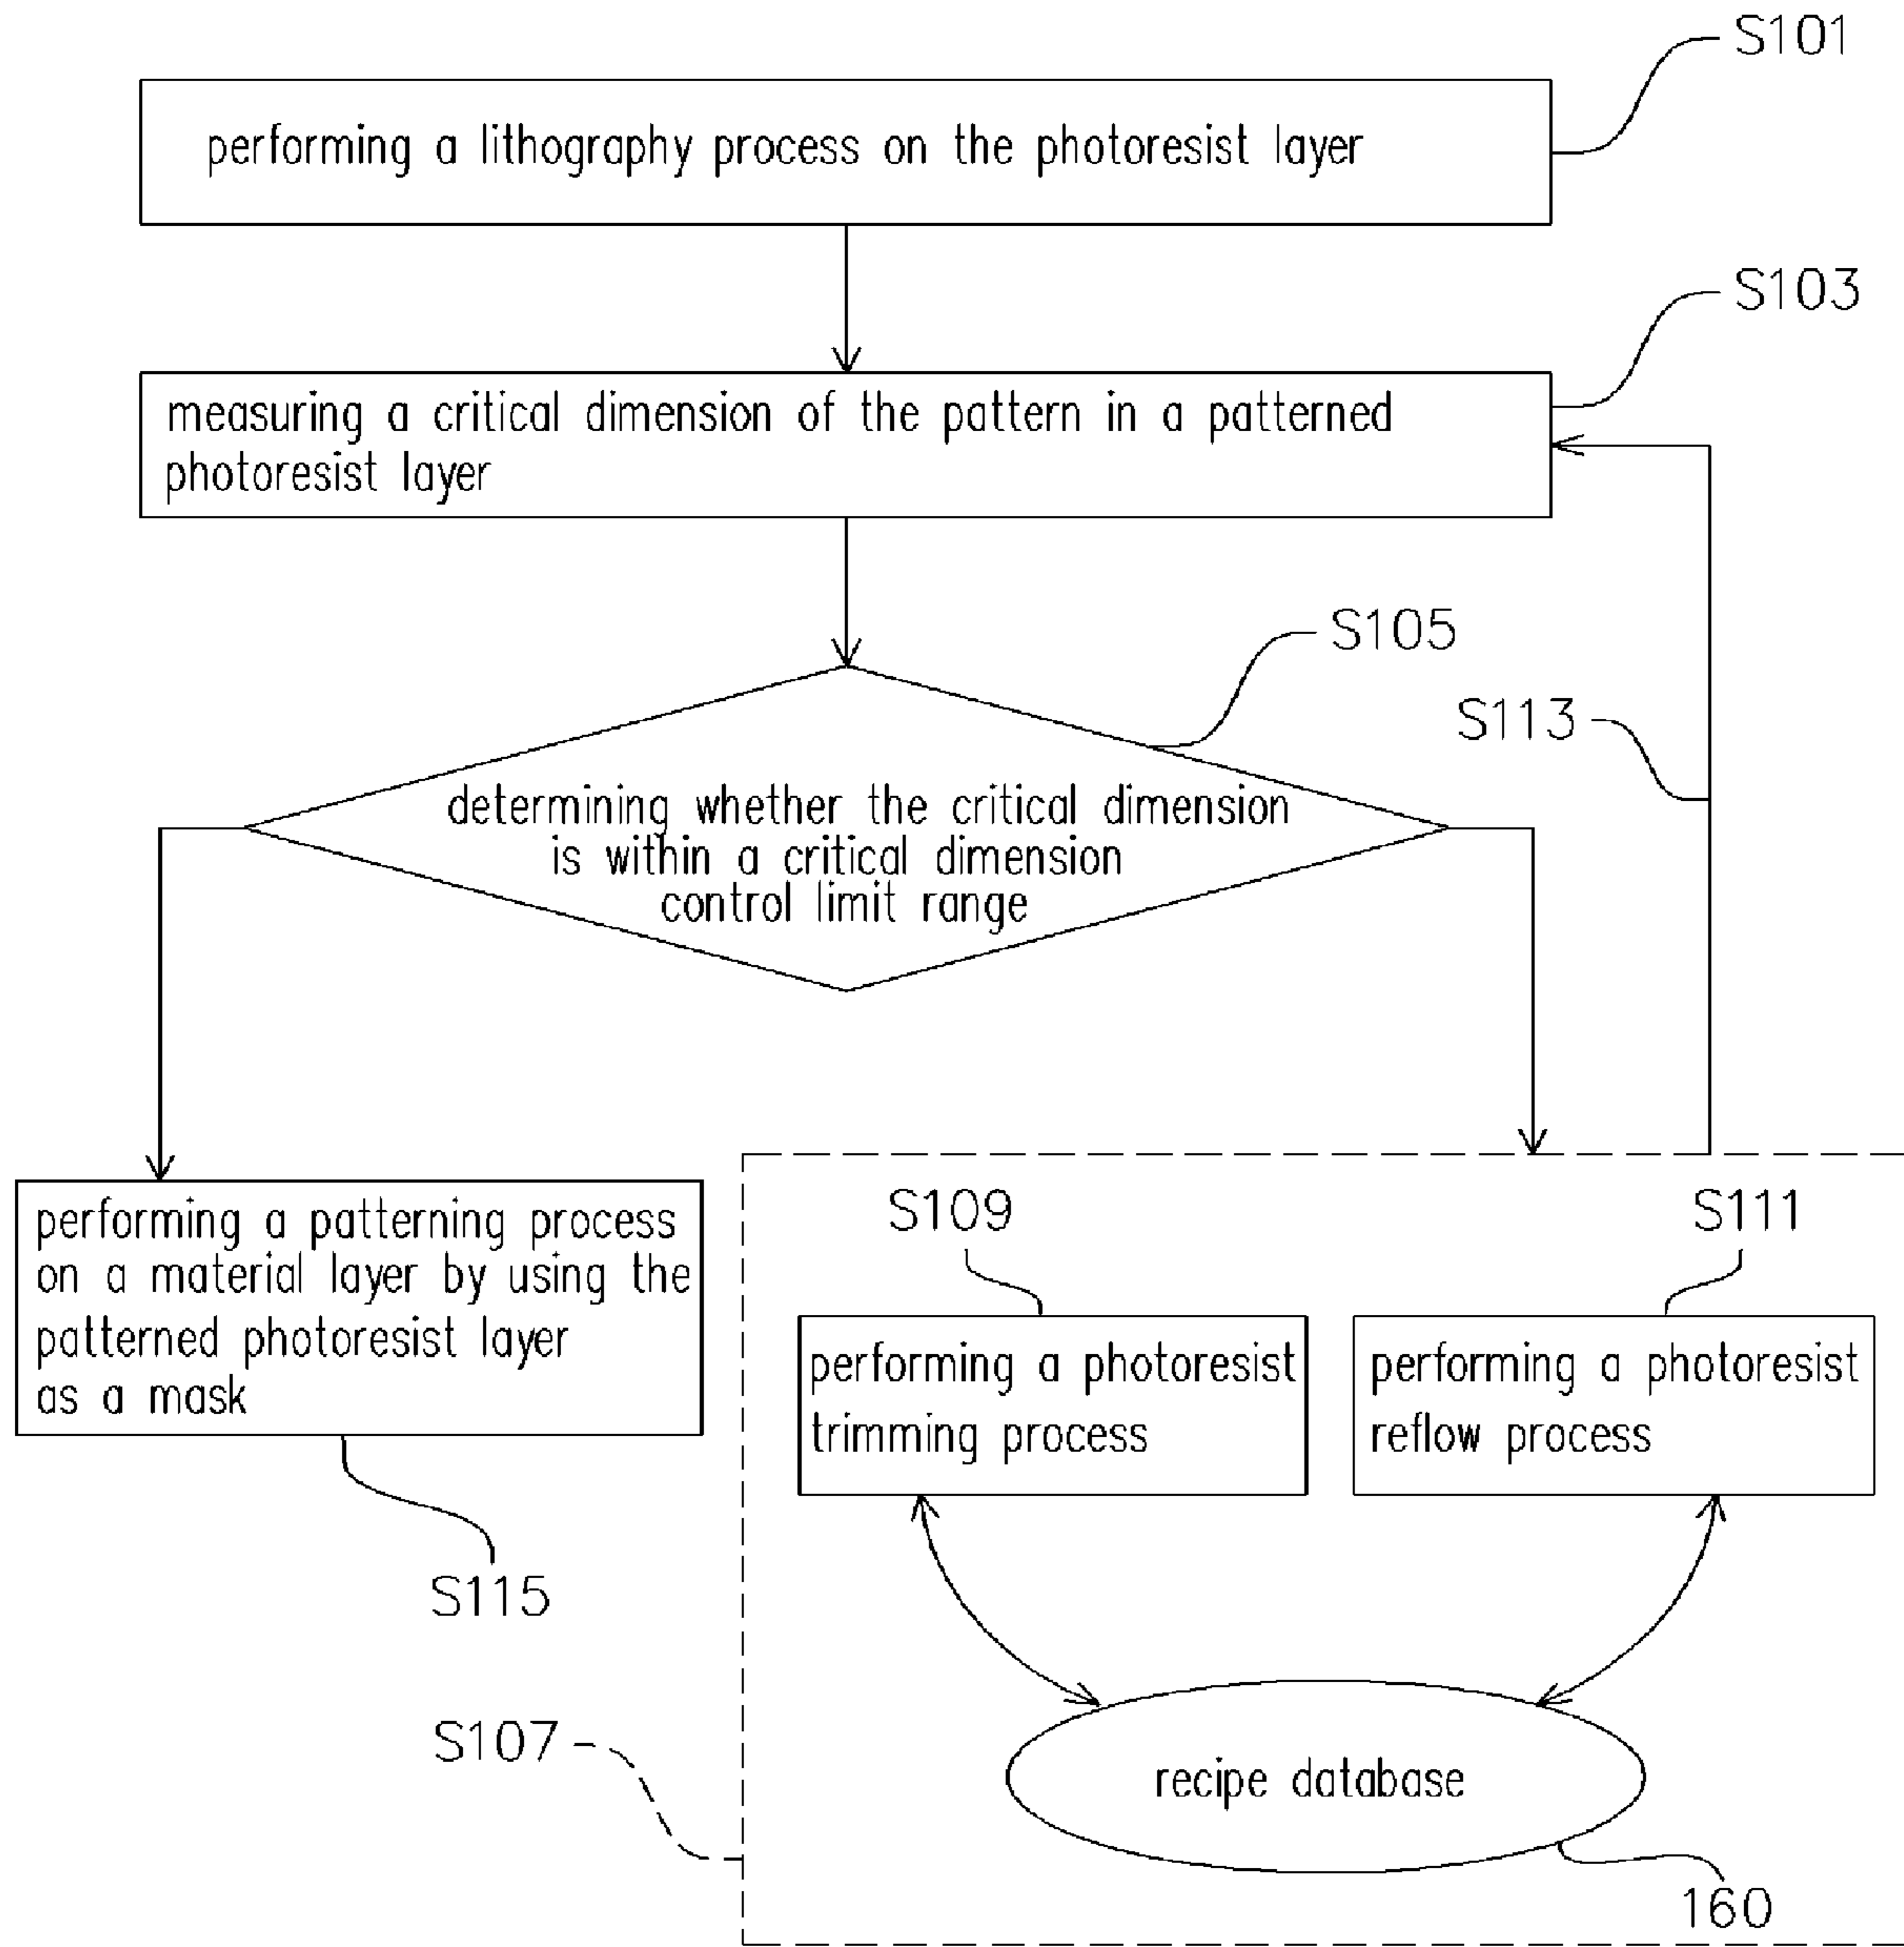 S101
performing a lithography process on the photoresist layer
S103
measuring a critical dimension of the pattern in a patterned
photoresist layer
S105
S113
determining whether the critical dimension
is within a critical dimension
control limit range
performing a patterning process
on a material layer by using the
patterned photoresist layer
as a mask
S115
S109
S111
performing a photoresist
trimming process
performing a photoresist
reflow process
S107
recipe database
160